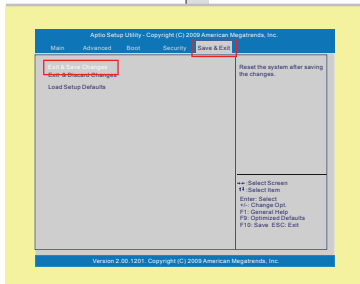 Aptio Setup Utility - Copyright (C) 2009 American Megatrends, Inc.
Main Advanced Boot Security Save & Exit
Exit & Save Changes
Exit & Discard Changes
Load Setup Defaults
Reset the system after saving
the changes.
→←:Select Screen
↑↓:Select Item
Enter: Select
+/-: Change Opt.
F1: General Help
F9: Optimized Defaults
F10: Save ESC: Exit
Version 2.00.1201. Copyright (C) 2009 American Megatrends, Inc.